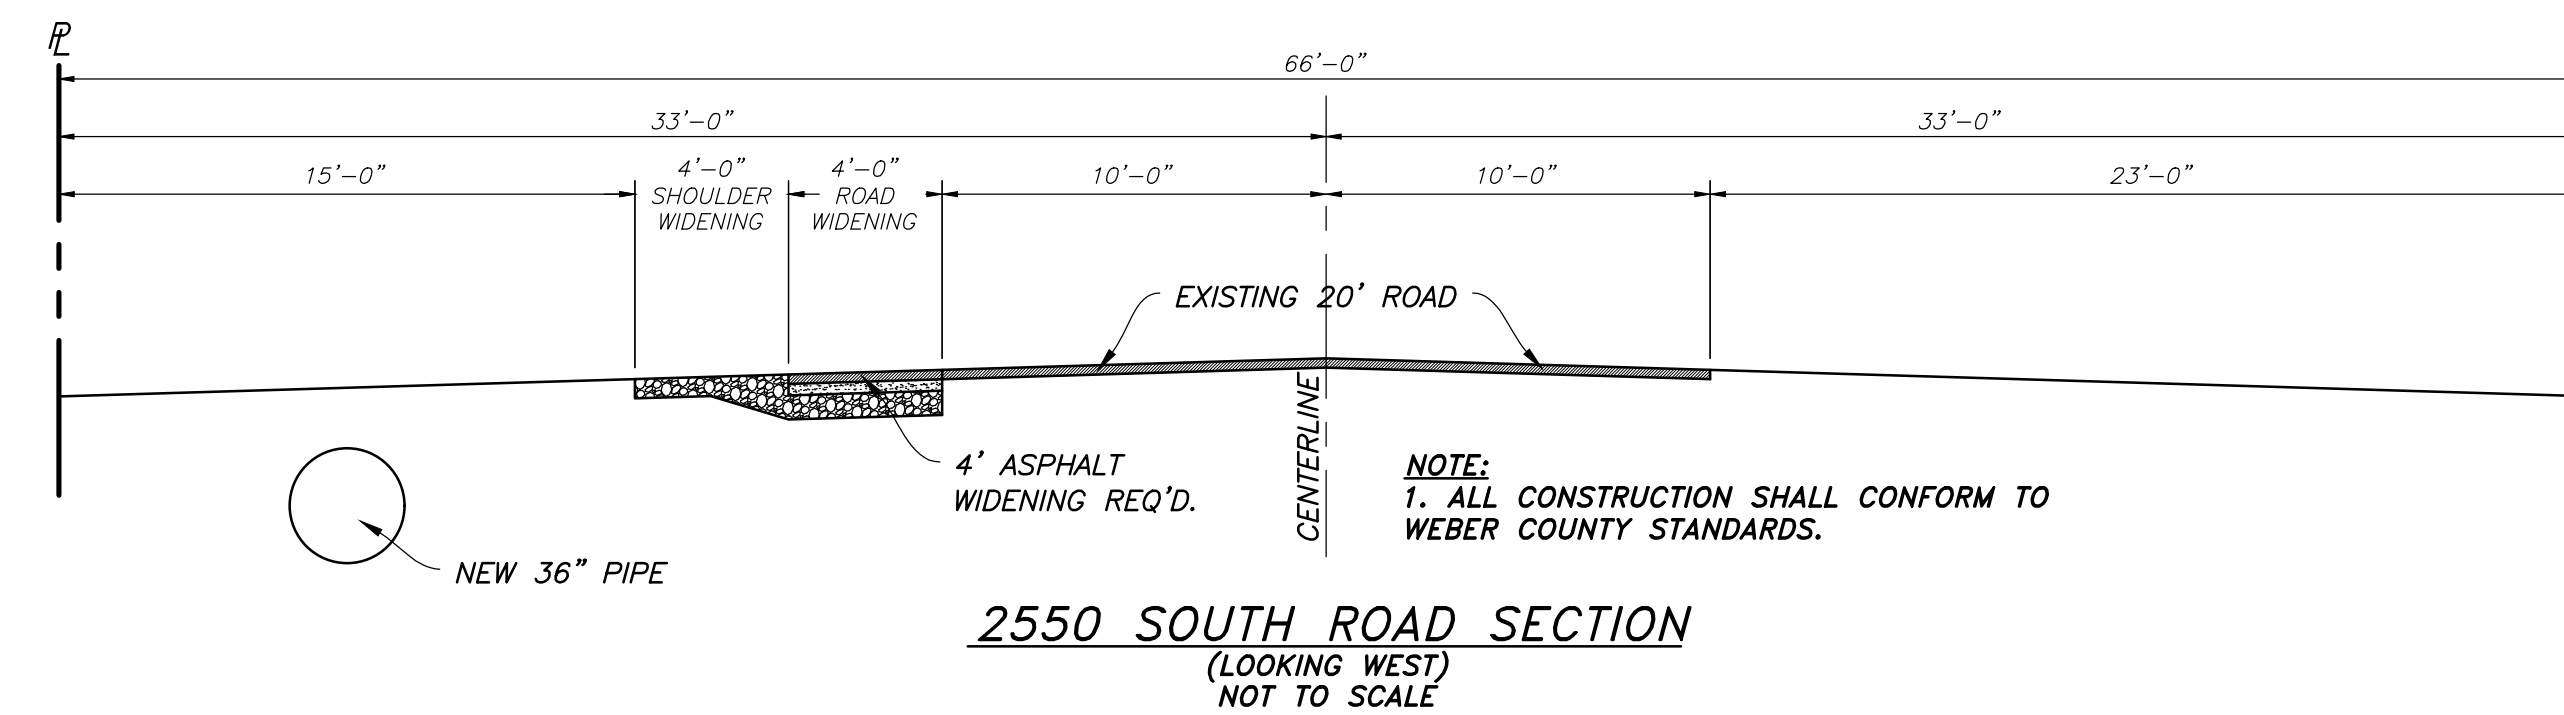 PL
66'-0"
33'-0"
33'-0"
15'-0"
4'-0"
SHOULDER
WIDENING
4'-0"
ROAD
WIDENING
10'-0"
10'-0"
23'-0"
EXISTING 20' ROAD
4' ASPHALT
WIDENING REQ'D.
CENTERLINE
NOTE:
1. ALL CONSTRUCTION SHALL CONFORM TO
WEBER COUNTY STANDARDS.
NEW 36" PIPE
2550 SOUTH ROAD SECTION
(LOOKING WEST)
NOT TO SCALE